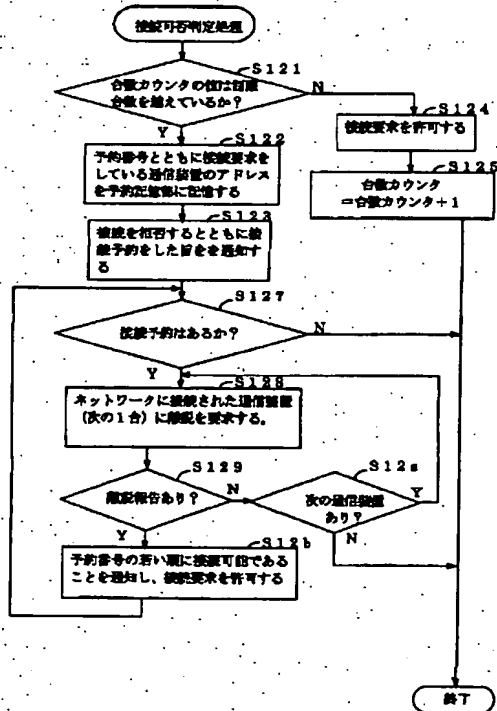 接続可否判定処理
S121
台数カウンタの値は目標
台数を越えているか?
N
Y
S124
接続要求を許可する
S122
予約番号とともに接続要求を
している通信装置のアドレス
を予約記憶部に記憶する
S125
台数カウンタ
=台数カウンタ+1
S123
接続を拒否するとともに接
続予約をした旨をを通知す
る
S127
接続予約はあるか?
N
Y
S128
ネットワークに接続された通信装置
(次の1台)に離脱を要求する。
S129
離脱報告あり?
N
S12a
次の通信装置
あり?
Y
Y
N
S12b
予約番号の若い順に接続可能である
ことを通知し、接続要求を許可する
終了